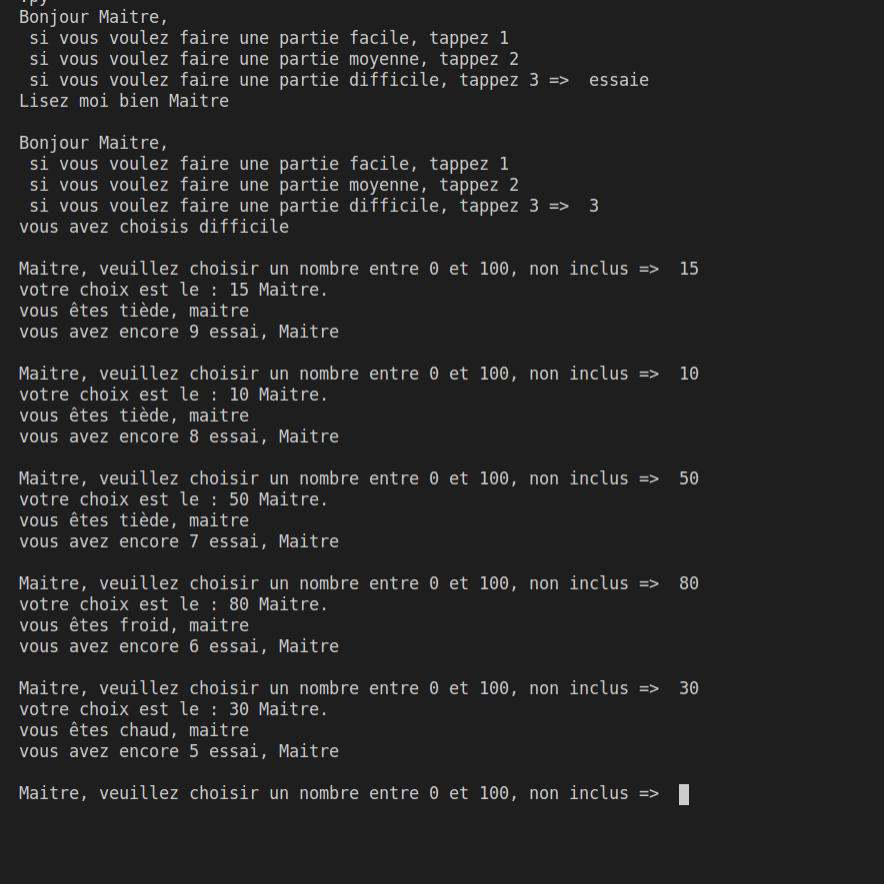 .py
Bonjour Maitre,
 si vous voulez faire une partie facile, tappez 1
 si vous voulez faire une partie moyenne, tappez 2
 si vous voulez faire une partie difficile, tappez 3 =>  essaie
Lisez moi bien Maitre

Bonjour Maitre,
 si vous voulez faire une partie facile, tappez 1
 si vous voulez faire une partie moyenne, tappez 2
 si vous voulez faire une partie difficile, tappez 3 =>  3
vous avez choisis difficile

Maitre, veuillez choisir un nombre entre 0 et 100, non inclus =>  15
votre choix est le : 15 Maitre.
vous êtes tiède, maitre
vous avez encore 9 essai, Maitre

Maitre, veuillez choisir un nombre entre 0 et 100, non inclus =>  10
votre choix est le : 10 Maitre.
vous êtes tiède, maitre
vous avez encore 8 essai, Maitre

Maitre, veuillez choisir un nombre entre 0 et 100, non inclus =>  50
votre choix est le : 50 Maitre.
vous êtes tiède, maitre
vous avez encore 7 essai, Maitre

Maitre, veuillez choisir un nombre entre 0 et 100, non inclus =>  80
votre choix est le : 80 Maitre.
vous êtes froid, maitre
vous avez encore 6 essai, Maitre

Maitre, veuillez choisir un nombre entre 0 et 100, non inclus =>  30
votre choix est le : 30 Maitre.
vous êtes chaud, maitre
vous avez encore 5 essai, Maitre

Maitre, veuillez choisir un nombre entre 0 et 100, non inclus =>